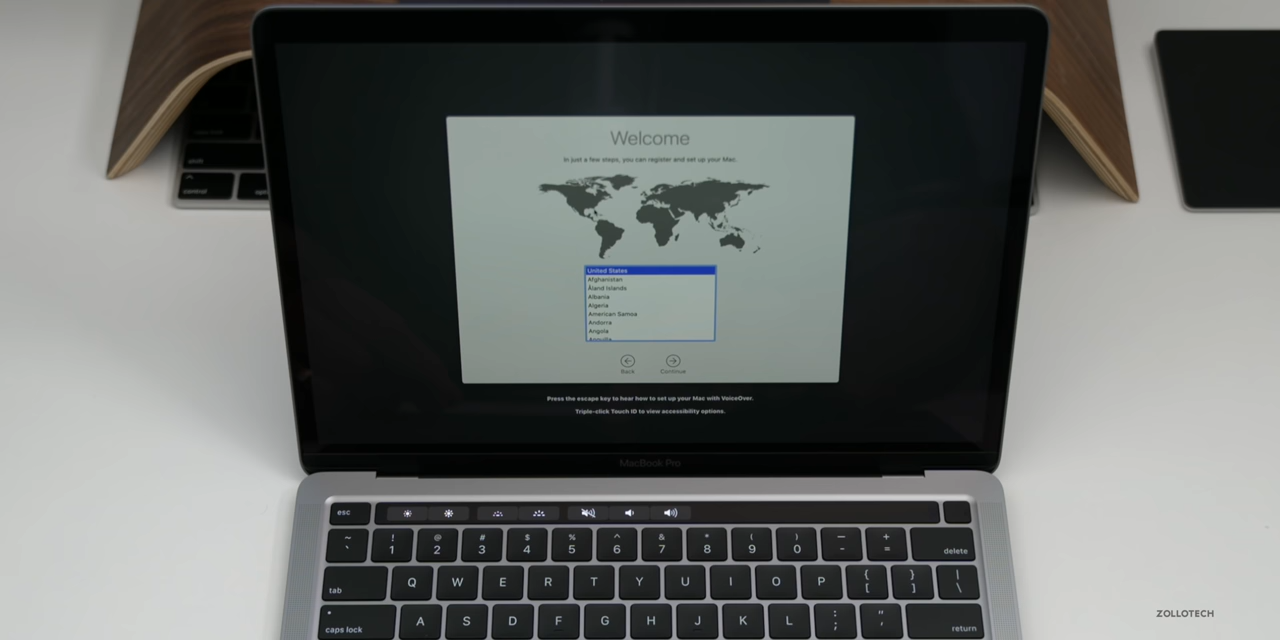 shift
control
Welcome
In just a few steps, you can register and set up your Mac.
United States
Afghanistan
Åland Islands
Albania
Algeria
American Samoa
Andorra
Angola
Back
Continue
Press the escape key to hear how to set up your Mac with VoiceOver.
Triple-click Touch ID to view accessibility options.
MacBook Pro
esc
~ ! @ # $ % ^ & * ( ) — +
` 1 2 3 4 5 6 7 8 9 0 - = delete
tab Q W E R T Y U I O P { [ } ] | \
caps lock A S D F G H J K L : ; " ' return
ZOLLOTECH